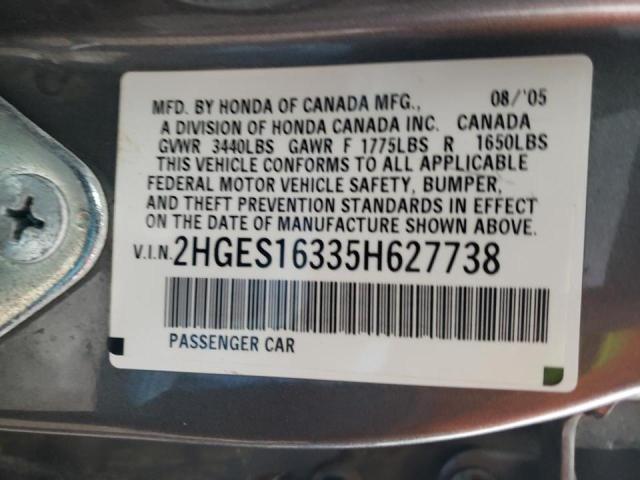 MFD. BY HONDA OF CANADA MFG., 08/'05
A DIVISION OF HONDA CANADA INC. CANADA
GVWR 3440LBS GAWR F 1775LBS R 1650LBS
THIS VEHICLE CONFORMS TO ALL APPLICABLE
FEDERAL MOTOR VEHICLE SAFETY, BUMPER,
AND THEFT PREVENTION STANDARDS IN EFFECT
ON THE DATE OF MANUFACTURE SHOWN ABOVE.
V.I.N. 2HGES16335H627738
PASSENGER CAR